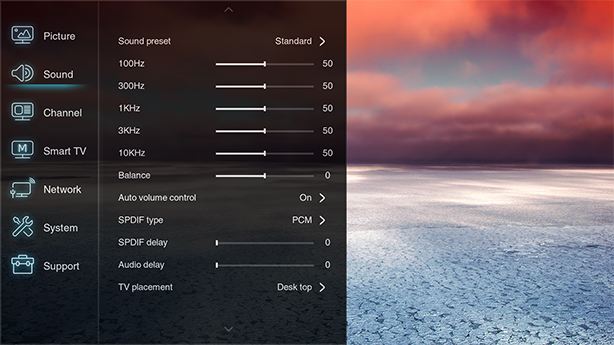 Picture
Sound
Channel
M
Smart TV
Network
System
Support
Sound preset Standard
100Hz 50
300Hz 50
1KHz 50
3KHz 50
10KHz 50
Balance 0
Auto volume control On
SPDIF type PCM
SPDIF delay 0
Audio delay 0
TV placement Desk top